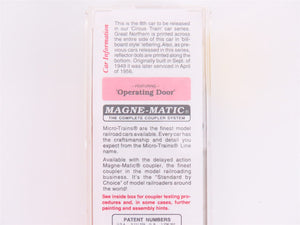 Car Information
This is the 6th car to be released
in our 'Circus Train' car series.
Great Northern is printed across
the entire side of this car in 'bill-
board style' lettering. Also, as pre-
vious cars released in this series,
reflector dots are printed along the
bottom. Originally built in Sept. of
1948 it was later serviced in April
of 1956.
FEATURING
'Operating Door'
MAGNE-MATIC®
THE COMPLETE COUPLER SYSTEM
Micro-Trains® are the finest model
railroad cars available. Every car has
the craftsmanship and detail you
expect from the Micro-Trains® Line
name.
Available with the delayed action
Magne-Matic® coupler, the finest
coupler in the model railroading
business. It's the "Standard by
Choice" of model railroaders around
the world!
See inside box for coupler testing proce-
dures and, in some cases, further
painting and assembly hints.
PATENT NUMBERS